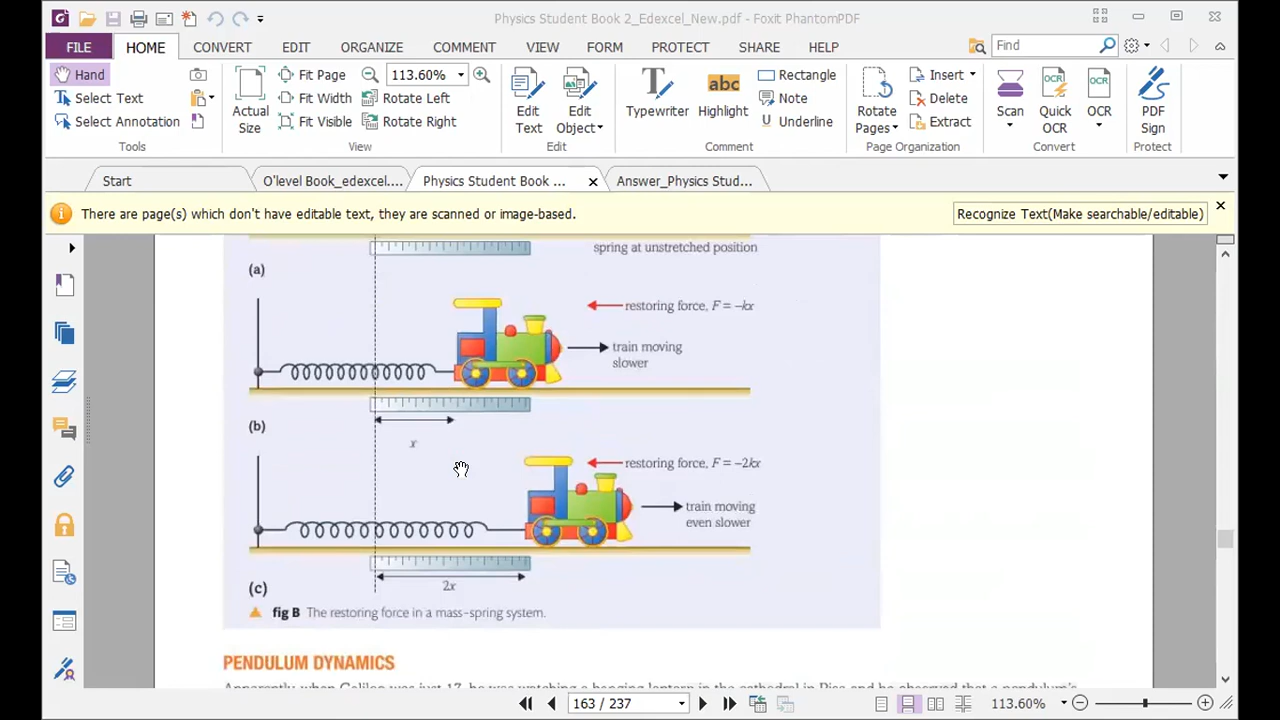 Physics Student Book 2_Edexcel_New.pdf - Foxit PhantomPDF
FILE HOME CONVERT EDIT ORGANIZE COMMENT VIEW FORM PROTECT SHARE HELP Find
Hand
Select Text
Select Annotation
Tools
Actual Size
Fit Page
Fit Width
Fit Visible
113.60%
Rotate Left
Rotate Right
View
Edit Text
Edit Object
Edit
Typewriter
Highlight
Rectangle
Note
Underline
Comment
Rotate Pages
Insert
Delete
Extract
Page Organization
Scan
Quick OCR
OCR
Convert
PDF Sign
Protect
Start O'level Book_edexcel.... Physics Student Book ... Answer_Physics Stud...
There are page(s) which don't have editable text, they are scanned or image-based. Recognize Text(Make searchable/editable)
spring at unstretched position
(a)
restoring force, F = –kx
train moving
slower
x
(b)
restoring force, F = –2kx
train moving
even slower
2x
(c)
fig B The restoring force in a mass–spring system.
PENDULUM DYNAMICS
163 / 237 113.60%